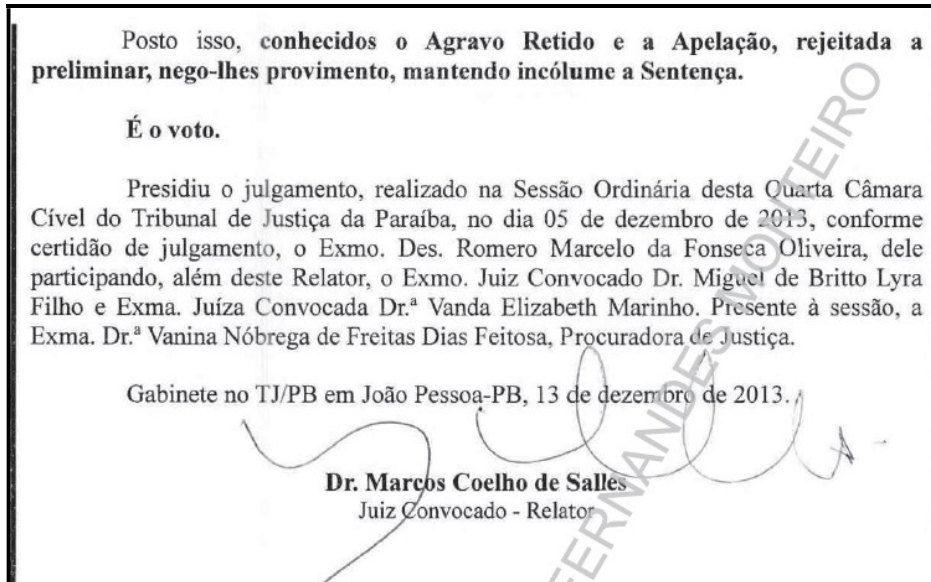 Posto isso, conhecidos o Agravo Retido e a Apelação, rejeitada a
preliminar, nego-lhes provimento, mantendo incólume a Sentença.
É o voto.
Presidiu o julgamento, realizado na Sessão Ordinária desta Quarta Câmara
Cível do Tribunal de Justiça da Paraíba, no dia 05 de dezembro de 2013, conforme
certidão de julgamento, o Exmo. Des. Romero Marcelo da Fonseca Oliveira, dele
participando, além deste Relator, o Exmo. Juiz Convocado Dr. Miguel de Britto Lyra
Filho e Exma. Juíza Convocada Dr.ª Vanda Elizabeth Marinho. Presente à sessão, a
Exma. Dr.ª Vanina Nóbrega de Freitas Dias Feitosa, Procuradora de Justiça.
Gabinete no TJ/PB em João Pessoa-PB, 13 de dezembro de 2013.
Dr. Marcos Coelho de Salles
Juiz Convocado - Relator
FERNANDES MONTEIRO